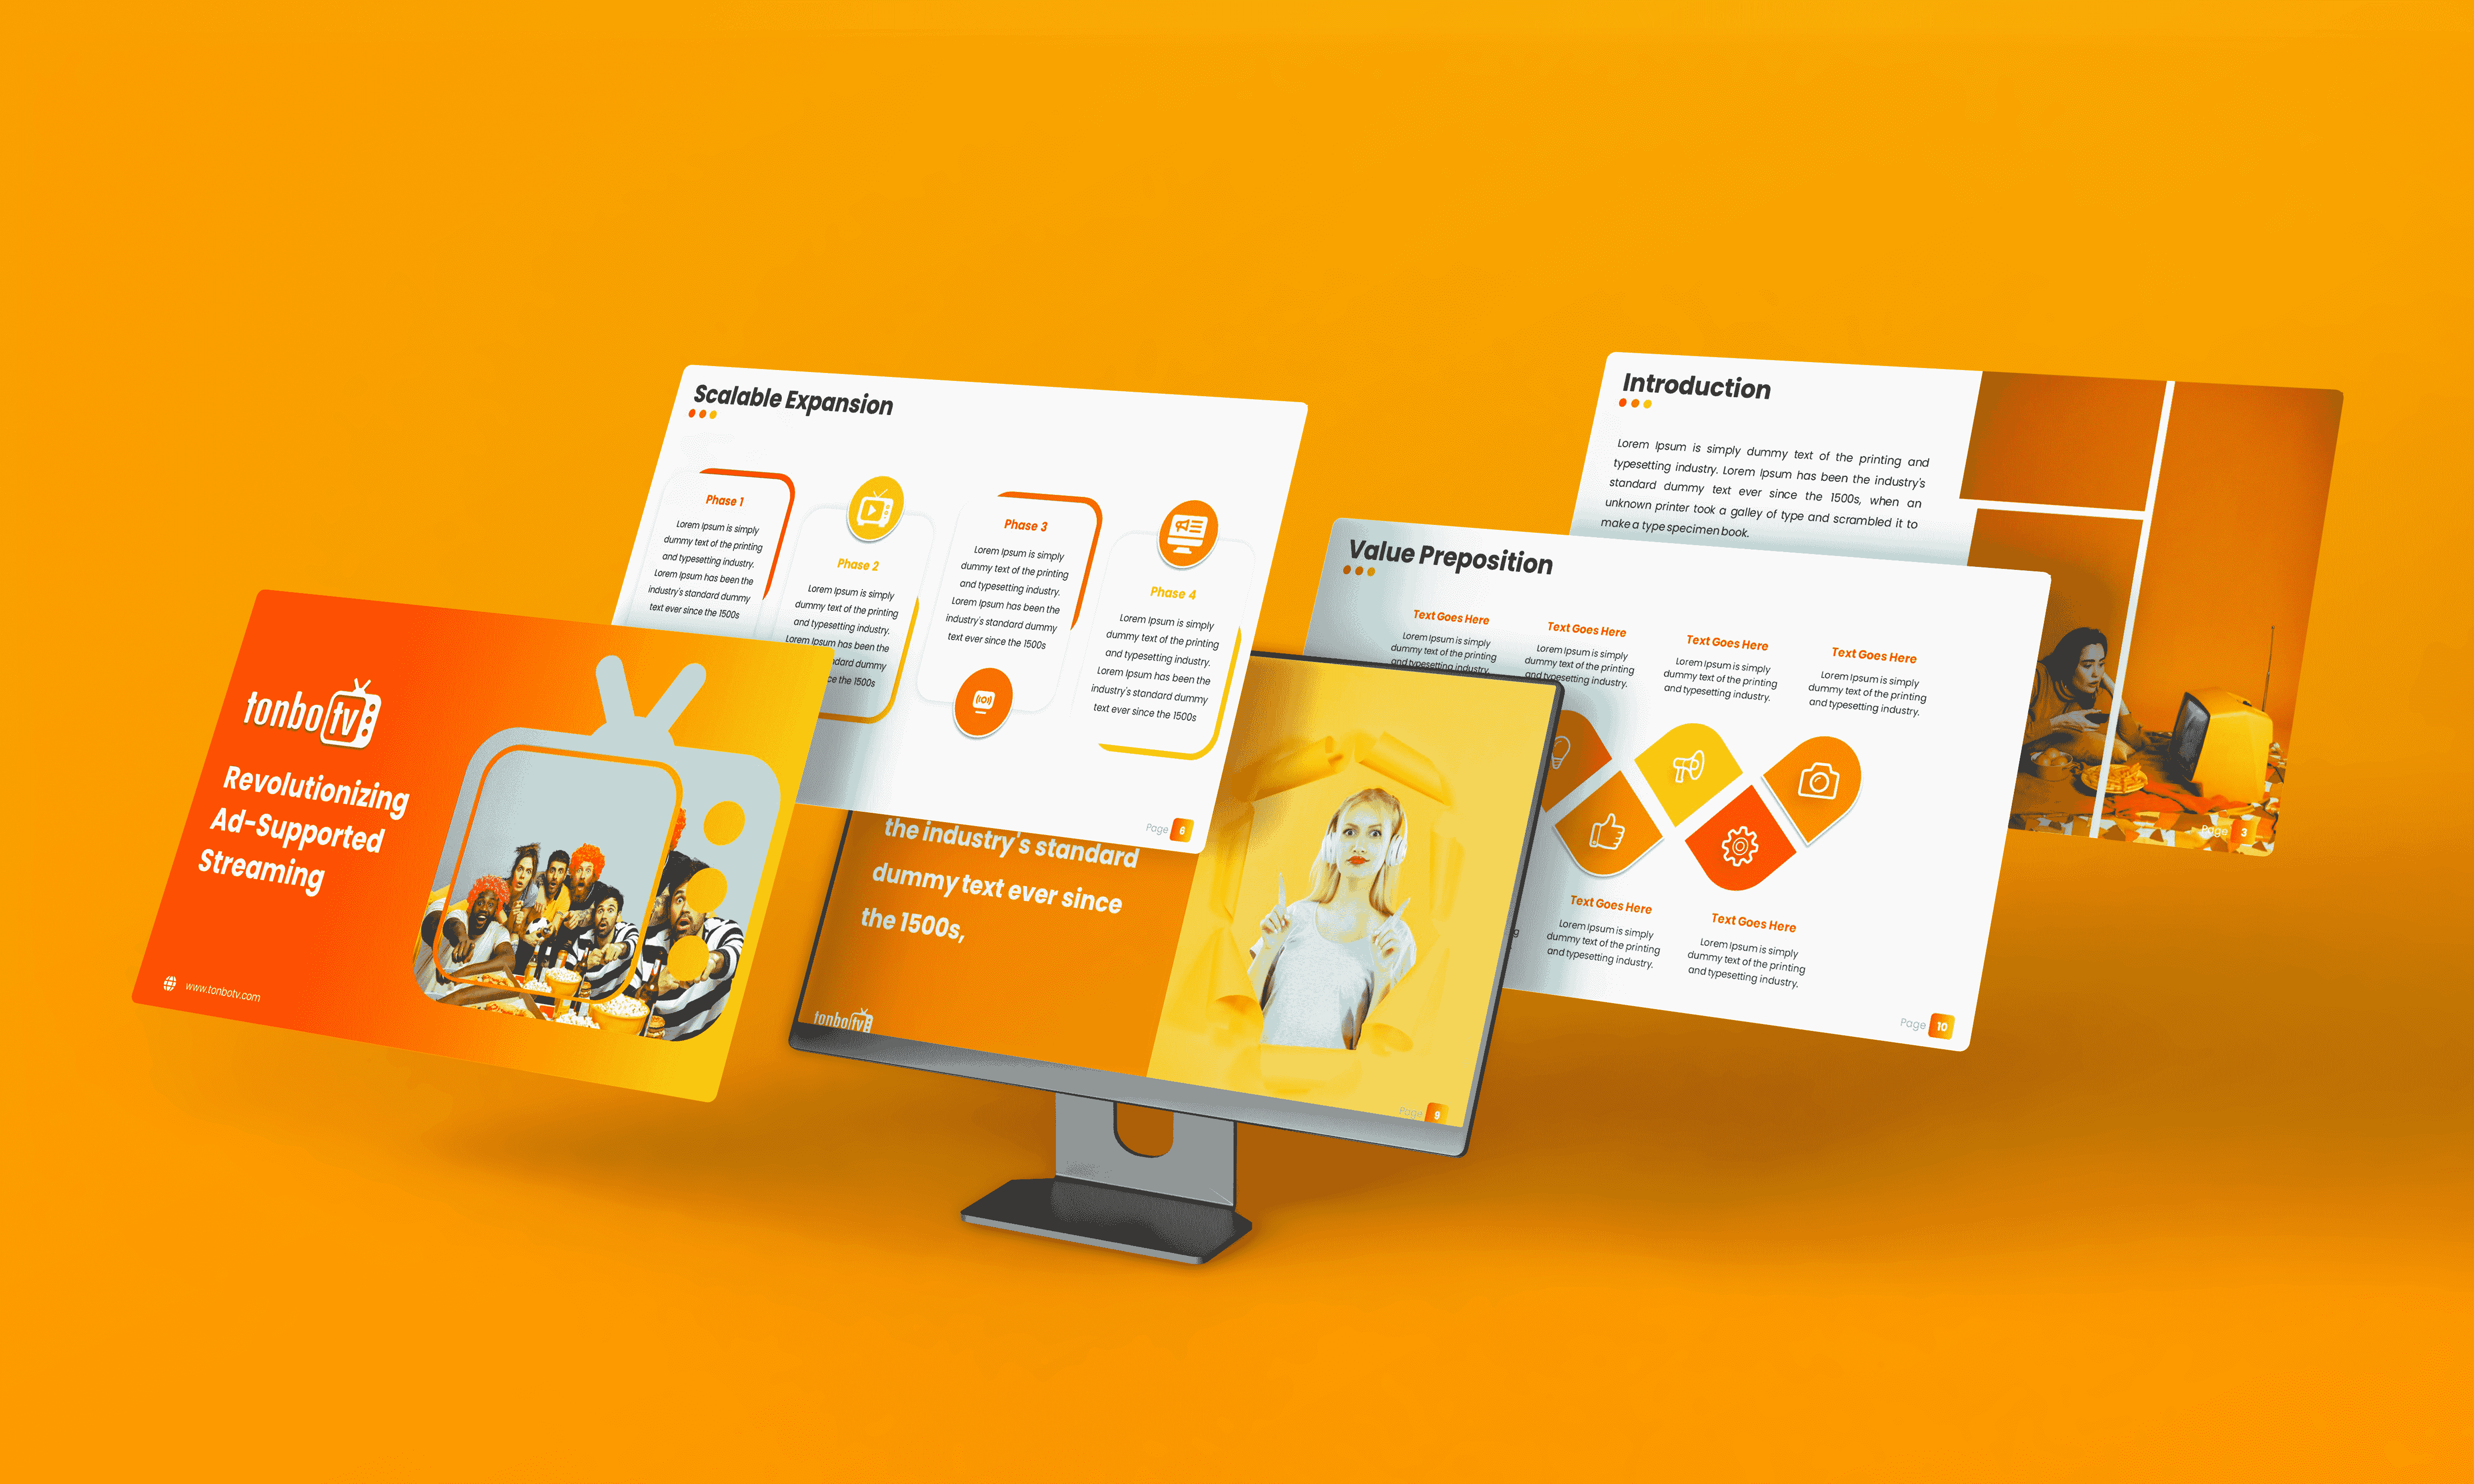 tonbo tv
Revolutionizing
Ad-Supported
Streaming
www.tonbotv.com
Scalable Expansion
Phase 1
Lorem Ipsum is simply
dummy text of the printing
and typesetting industry.
Lorem Ipsum has been the
industry's standard dummy
text ever since the 1500s
Phase 2
Lorem Ipsum is simply
dummy text of the printing
and typesetting industry.
Lorem Ipsum has been the
dard dummy
ce the 1500s
Phase 3
Lorem Ipsum is simply
dummy text of the printing
and typesetting industry.
Lorem Ipsum has been the
industry's standard dummy
text ever since the 1500s
Phase 4
Lorem Ipsum is simply
dummy text of the printing
and typesetting industry.
Lorem Ipsum has been the
industry's standard dummy
text ever since the 1500s
Page 6
the industry's standard
dummy text ever since
the 1500s,
tonbo tv
Page 9
Value Preposition
Text Goes Here
Lorem Ipsum is simply
dummy text of the printing
and typesetting industry.
Text Goes Here
Lorem Ipsum is simply
dummy text of the printing
and typesetting industry.
Text Goes Here
Lorem Ipsum is simply
dummy text of the printing
and typesetting industry.
Text Goes Here
Lorem Ipsum is simply
dummy text of the printing
and typesetting industry.
g
Text Goes Here
Lorem Ipsum is simply
dummy text of the printing
and typesetting industry.
Text Goes Here
Lorem Ipsum is simply
dummy text of the printing
and typesetting industry.
Page 10
Introduction
Lorem Ipsum is simply dummy text of the printing and
typesetting industry. Lorem Ipsum has been the industry's
standard dummy text ever since the 1500s, when an
unknown printer took a galley of type and scrambled it to
make a type specimen book.
Page 3